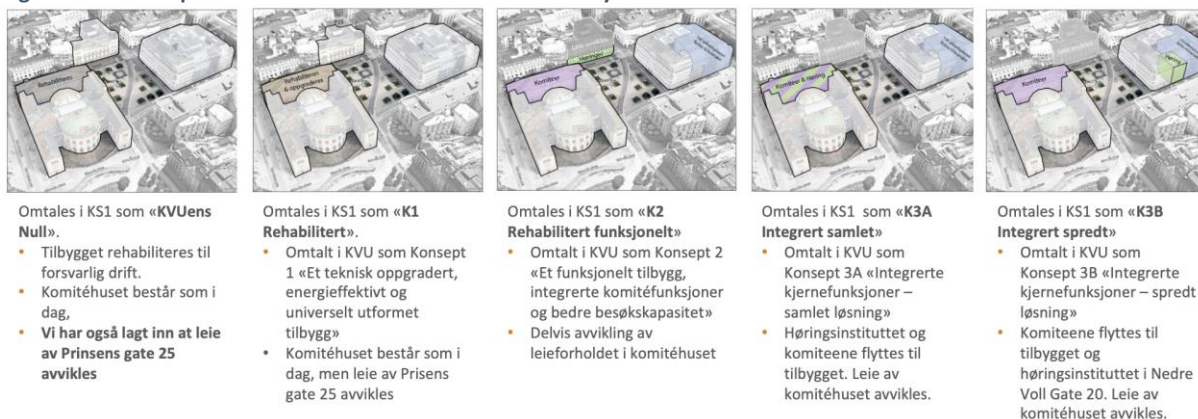 Rehabiliteres
Rehabiliteres
& oppgraderes
Høringer
Komiteer
Komiteer & Høring
Komiteer
Høring
Omtales i KS1 som «KVUens
Null».
• Tilbygget rehabiliteres til
forsvarlig drift.
• Komitéhuset består som i
dag,
• Vi har også lagt inn at leie
av Prinsens gate 25
avvikles
Omtales i KS1 som «K1
Rehabilitert».
• Omtalt i KVU som Konsept
1 «Et teknisk oppgradert,
energieffektivt og
universelt utformet
tilbygg»
• Komitéhuset består som i
dag, men leie av Prisens
gate 25 avvikles
Omtales i KS1 som «K2
Rehabilitert funksjonelt»
• Omtalt i KVU som Konsept 2
«Et funksjonelt tilbygg,
integrerte komitéfunksjoner
og bedre besøkskapasitet»
• Delvis avvikling av
leieforholdet i komitéhuset
Omtales i KS1 som «K3A
Integrert samlet»
• Omtalt i KVU som
Konsept 3A «Integrerte
kjernefunksjoner –
samlet løsning»
• Høringsinstituttet og
komiteene flyttes til
tilbygget. Leie av
komitéhuset avvikles.
Omtales i KS1 som «K3B
Integrert spredt»
• Omtalt i KVU som
Konsept 3B «Integrerte
kjernefunksjoner – spredt
løsning»
• Komiteene flyttes til
tilbygget og
høringsinstituttet i Nedre
Voll Gate 20. Leie av
komitéhuset avvikles.